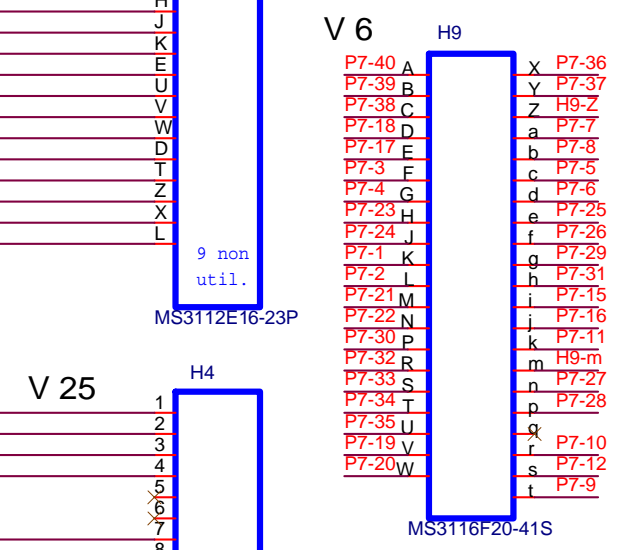 H
J
K
E
U
V
W
D
T
Z
X
L
9 non
util.
MS3112E16-23P
V 25
H4
1
2
3
4
5
6
7
8
V 6
H9
P7-40 A X P7-36
P7-39 B Y P7-37
P7-38 C Z H9-Z
P7-18 D a P7-7
P7-17 E b P7-8
P7-3 F c P7-5
P7-4 G d P7-6
P7-23 H e P7-25
P7-24 J f P7-26
P7-1 K g P7-29
P7-2 L h P7-31
P7-21 M i P7-15
P7-22 N j P7-16
P7-30 P k P7-11
P7-32 R m H9-m
P7-33 S n P7-27
P7-34 T p P7-28
P7-35 U q
P7-19 V r P7-10
P7-20 W s P7-12
t P7-9
MS3116F20-41S